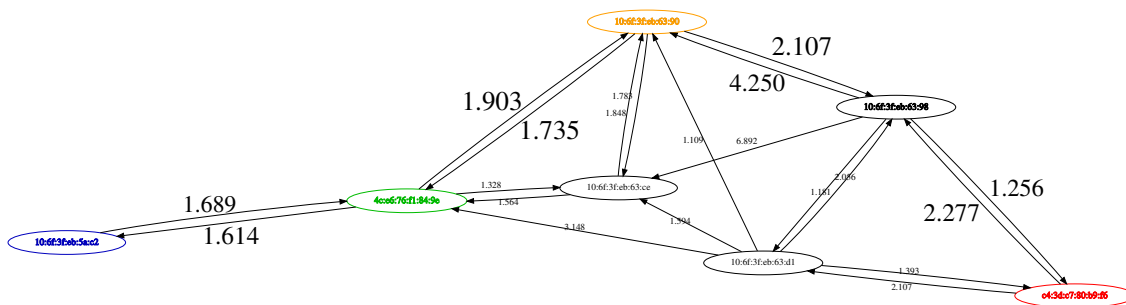 10:6f:3f:eb:63:90
2.107
4.250
1.783
1.848
1.903
1.735
10:6f:3f:eb:63:98
1.109
6.892
2.056
1.181
10:6f:3f:eb:63:ce
1.328
1.564
4c:e6:76:f1:84:9e
1.256
2.277
1.689
1.614
10:6f:3f:eb:5a:c2
1.394
3.148
10:6f:3f:eb:63:d1
1.393
2.107
c4:3d:c7:80:b9:f6